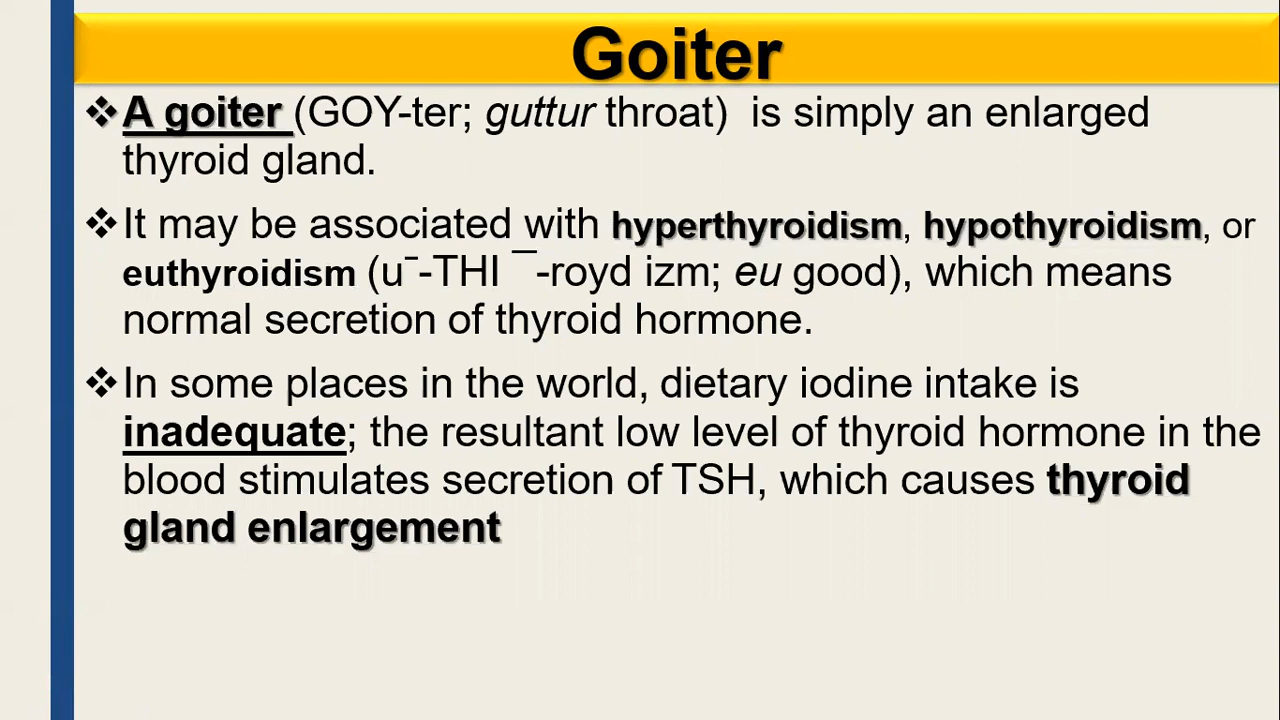 Goiter
❖A goiter (GOY-ter; guttur throat)  is simply an enlarged
thyroid gland.
❖It may be associated with hyperthyroidism, hypothyroidism, or
euthyroidism (u¯-THI ¯-royd izm; eu good), which means
normal secretion of thyroid hormone.
❖In some places in the world, dietary iodine intake is
inadequate; the resultant low level of thyroid hormone in the
blood stimulates secretion of TSH, which causes thyroid
gland enlargement